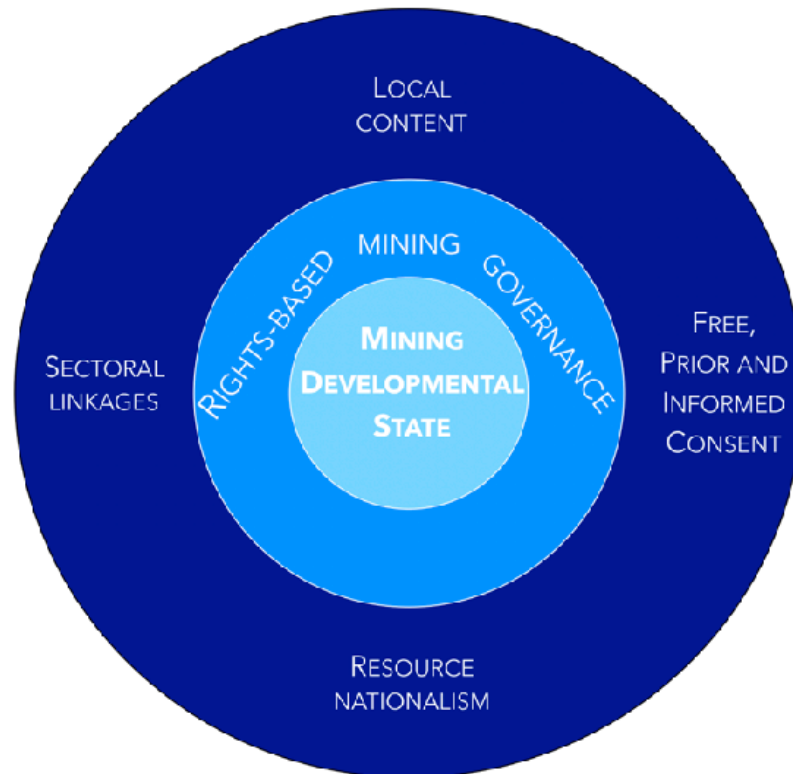 LOCAL
CONTENT
RIGHTS-BASED MINING GOVERNANCE
MINING
DEVELOPMENTAL
STATE
SECTORAL
LINKAGES
FREE,
PRIOR AND
INFORMED
CONSENT
RESOURCE
NATIONALISM